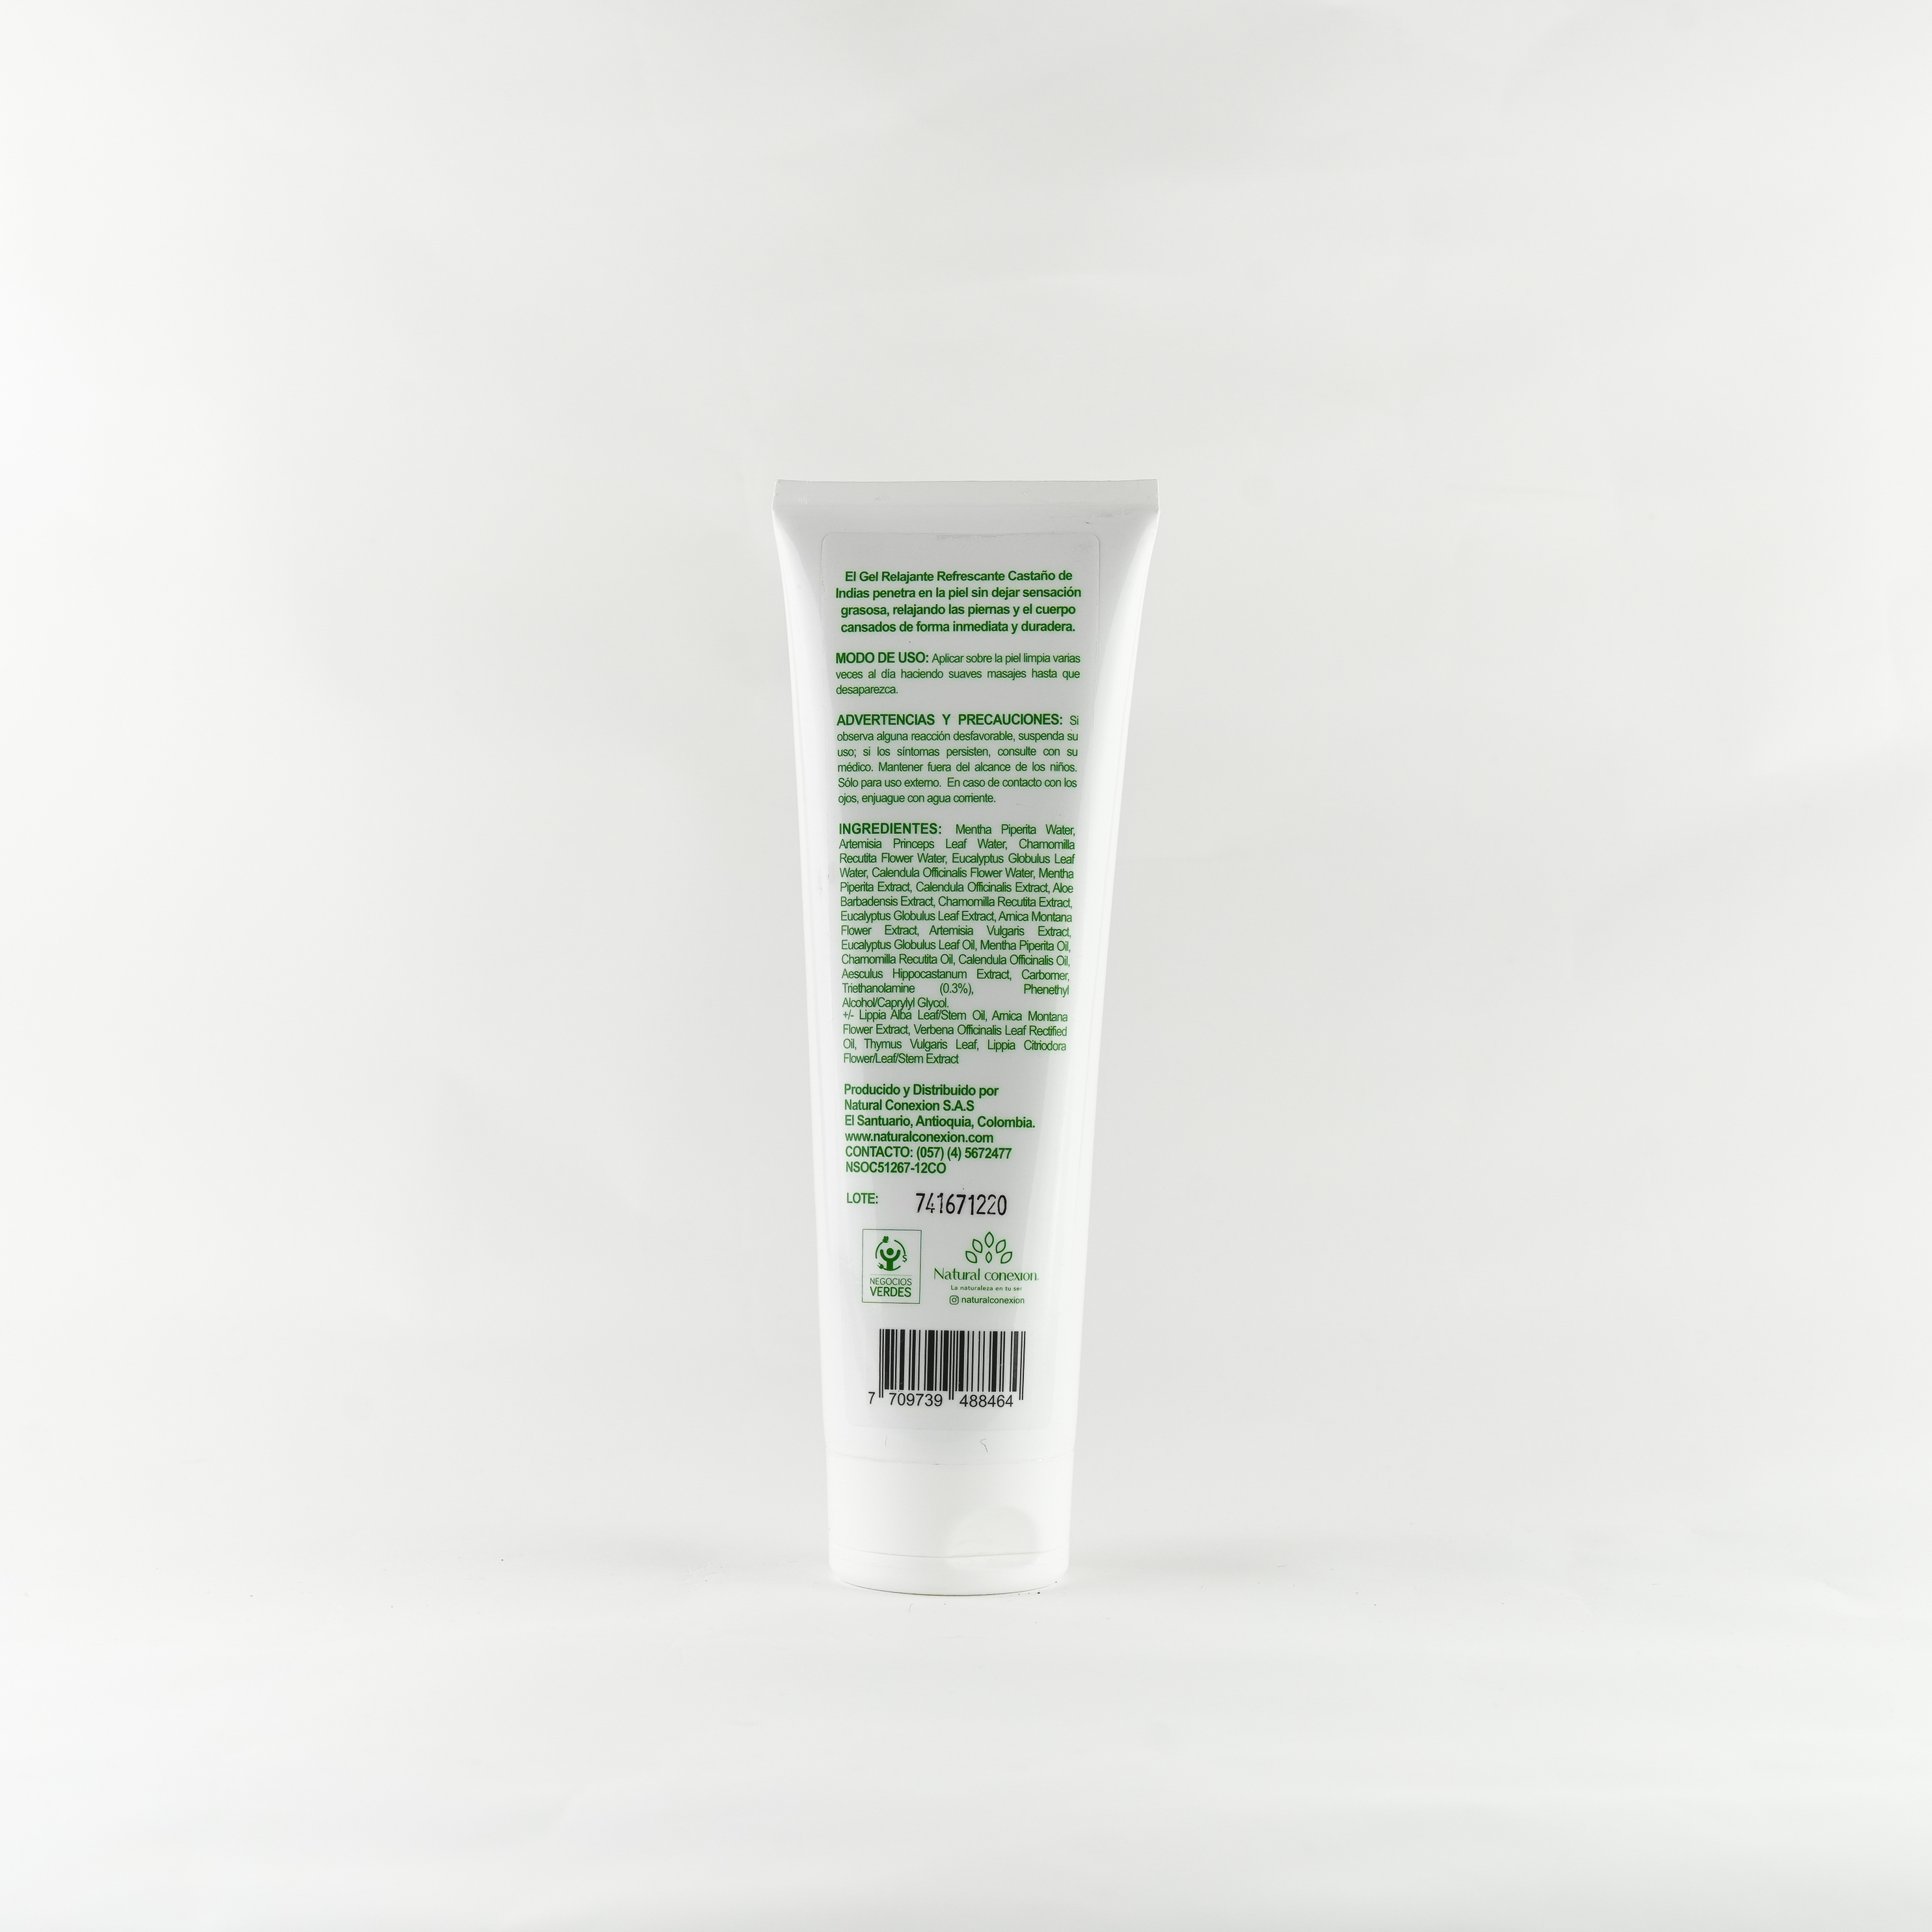 El Gel Relajante Refrescante Castaño de
Indias penetra en la piel sin dejar sensación
grasosa, relajando las piernas y el cuerpo
cansados de forma inmediata y duradera.
MODO DE USO: Aplicar sobre la piel limpia varias
veces al día haciendo suaves masajes hasta que
desaparezca.
ADVERTENCIAS Y PRECAUCIONES: Si
observa alguna reacción desfavorable, suspenda su
uso; si los síntomas persisten, consulte con su
médico. Mantener fuera del alcance de los niños.
Sólo para uso externo. En caso de contacto con los
ojos, enjuague con agua corriente.
INGREDIENTES: Mentha Piperita Water,
Artemisia Princeps Leaf Water, Chamomilla
Recutita Flower Water, Eucalyptus Globulus Leaf
Water, Calendula Officinalis Flower Water, Mentha
Piperita Extract, Calendula Officinalis Extract, Aloe
Barbadensis Extract, Chamomilla Recutita Extract,
Eucalyptus Globulus Leaf Extract, Arnica Montana
Flower Extract, Artemisia Vulgaris Extract,
Eucalyptus Globulus Leaf Oil, Mentha Piperita Oil,
Chamomilla Recutita Oil, Calendula Officinalis Oil,
Aesculus Hippocastanum Extract, Carbomer,
Triethanolamine (0.3%), Phenethyl
Alcohol/Caprylyl Glycol.
+/- Lippia Alba Leaf/Stem Oil, Arnica Montana
Flower Extract, Verbena Officinalis Leaf Rectified
Oil, Thymus Vulgaris Leaf, Lippia Citriodora
Flower/Leaf/Stem Extract
Producido y Distribuido por
Natural Conexion S.A.S
El Santuario, Antioquia, Colombia.
www.naturalconexion.com
CONTACTO: (057) (4) 5672477
NSOC51267-12CO
LOTE: 741671220
NEGOCIOS
VERDES
Natural conexion
La naturaleza en tu ser
naturalconexion
7 709739 488464